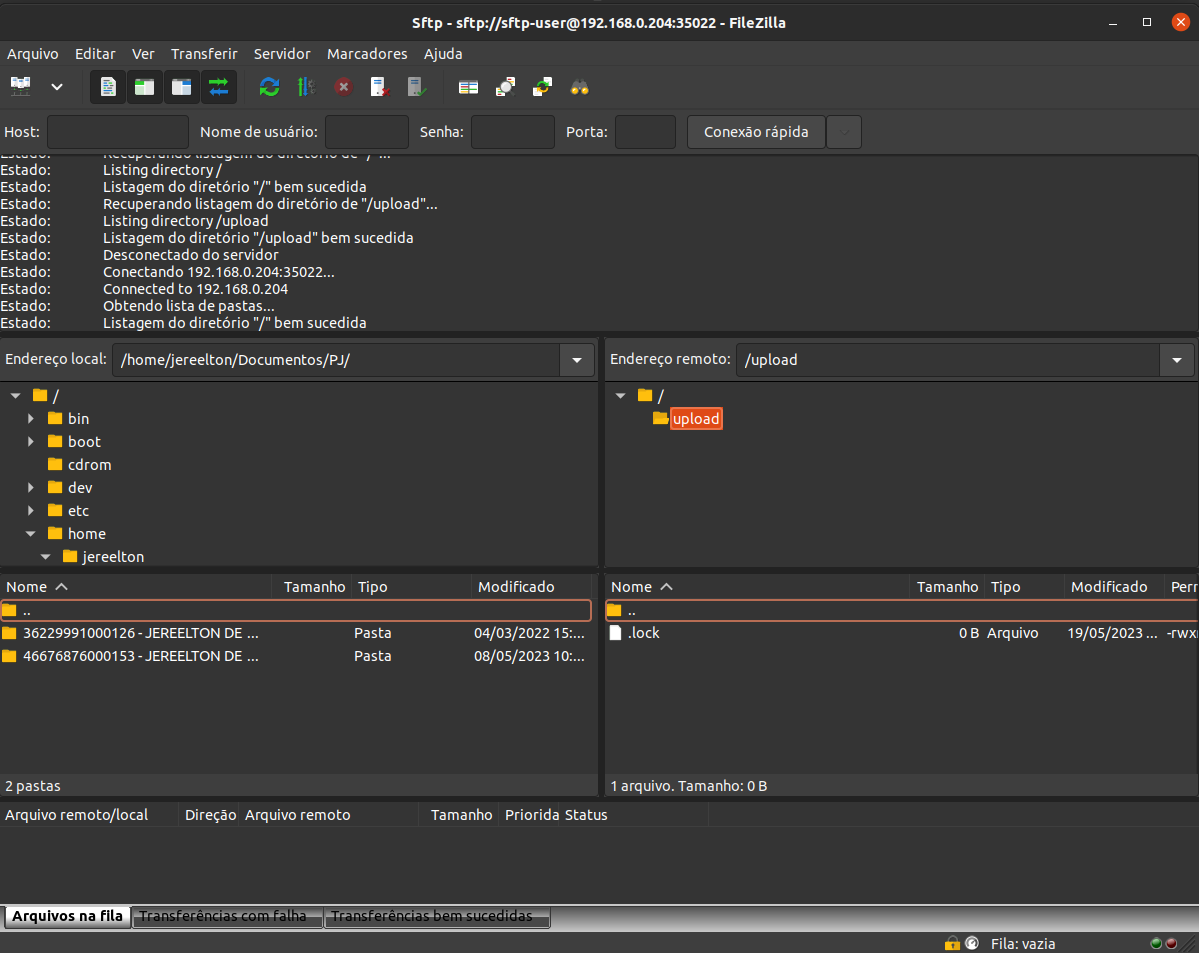 Sftp - sftp://sftp-user@192.168.0.204:35022 - FileZilla
Arquivo Editar Ver Transferir Servidor Marcadores Ajuda
Host: Nome de usuário: Senha: Porta: Conexão rápida
Estado: Recuperando listagem do diretório de "/"...
Estado: Listing directory /
Estado: Listagem do diretório "/" bem sucedida
Estado: Recuperando listagem do diretório de "/upload"...
Estado: Listing directory /upload
Estado: Listagem do diretório "/upload" bem sucedida
Estado: Desconectado do servidor
Estado: Conectando 192.168.0.204:35022...
Estado: Connected to 192.168.0.204
Estado: Obtendo lista de pastas...
Estado: Listagem do diretório "/" bem sucedida
Endereço local: /home/jereelton/Documentos/PJ/
/
bin
boot
cdrom
dev
etc
home
jereelton
Nome Tamanho Tipo Modificado
..
36229991000126 - JEREELTON DE ... Pasta 04/03/2022 15:...
46676876000153 - JEREELTON DE ... Pasta 08/05/2023 10:...
2 pastas
Endereço remoto: /upload
/
upload
Nome Tamanho Tipo Modificado Perr
..
.lock 0 B Arquivo 19/05/2023 ... -rwx
1 arquivo. Tamanho: 0 B
Arquivo remoto/local Direção Arquivo remoto Tamanho Priorida Status
Arquivos na fila Transferências com falha Transferências bem sucedidas
Fila: vazia